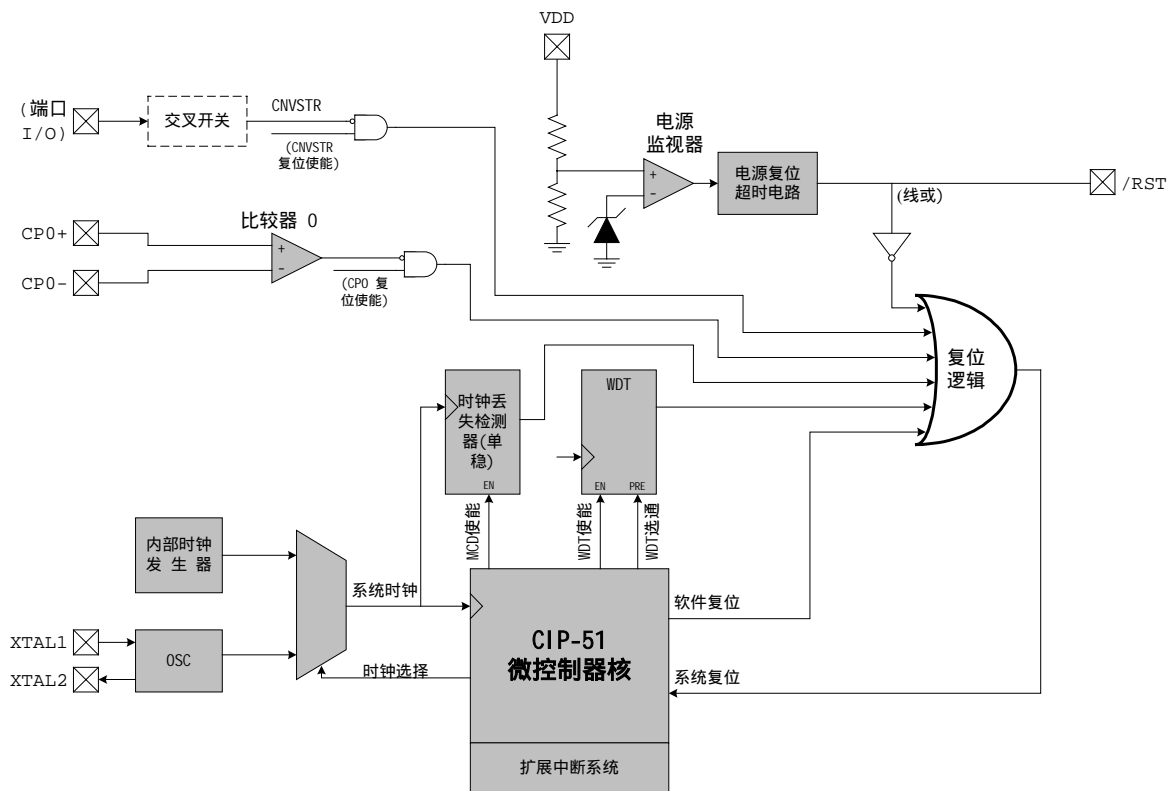 VDD
(端口
I/O)
交叉开关
CNVSTR
(CNVSTR
复位使能)
电源
监视器
+
-
电源复位
超时电路
(线或)
/RST
CP0+
CP0-
比较器 0
+
-
(CP0 复
位使能)
复位
逻辑
时钟丢
失检测
器(单
稳)
EN
WDT
EN
PRE
MCD使能
WDT使能
WDT选通
内部时钟
发 生 器
系统时钟
XTAL1
XTAL2
OSC
时钟选择
CIP-51
微控制器核
软件复位
系统复位
扩展中断系统